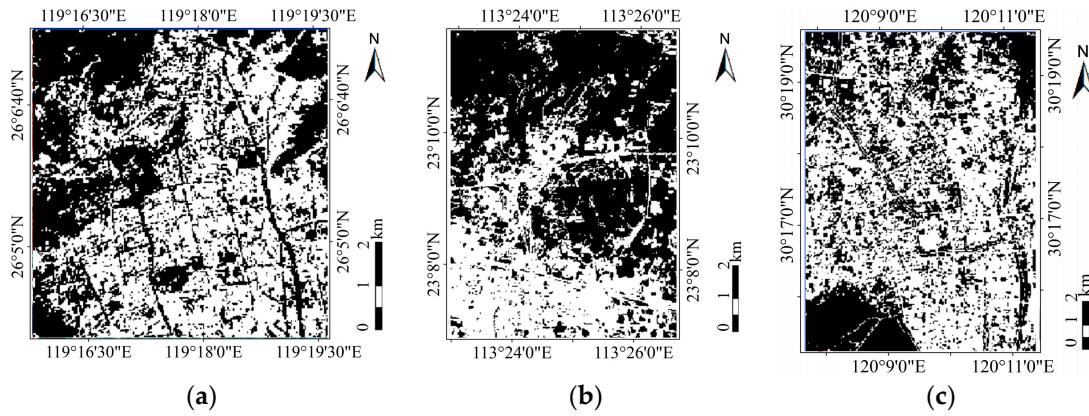 119°16'30"E 119°18'0"E 119°19'30"E
N
26°6'40"N
26°6'40"N
26°5'0"N
26°5'0"N
0 1 2
km
119°16'30"E 119°18'0"E 119°19'30"E
(a)
113°24'0"E 113°26'0"E
N
23°10'0"N
23°10'0"N
23°8'0"N
23°8'0"N
0 1 2
km
113°24'0"E 113°26'0"E
(b)
120°9'0"E 120°11'0"E
N
30°19'0"N
30°19'0"N
30°17'0"N
30°17'0"N
0 1 2
km
120°9'0"E 120°11'0"E
(c)